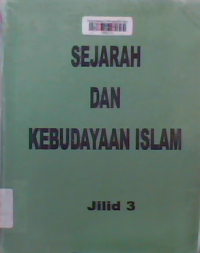 SEJARAH
DAN
KEBUDAYAAN ISLAM
Jilid 3